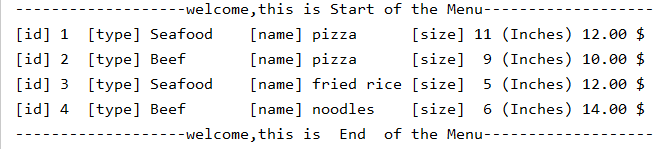 -------------------welcome,this is Start of the Menu-------------------
[id] 1  [type] Seafood    [name] pizza      [size] 11 (Inches) 12.00 $
[id] 2  [type] Beef       [name] pizza      [size]  9 (Inches) 10.00 $
[id] 3  [type] Seafood    [name] fried rice [size]  5 (Inches) 12.00 $
[id] 4  [type] Beef       [name] noodles    [size]  6 (Inches) 14.00 $
-------------------welcome,this is  End  of the Menu-------------------